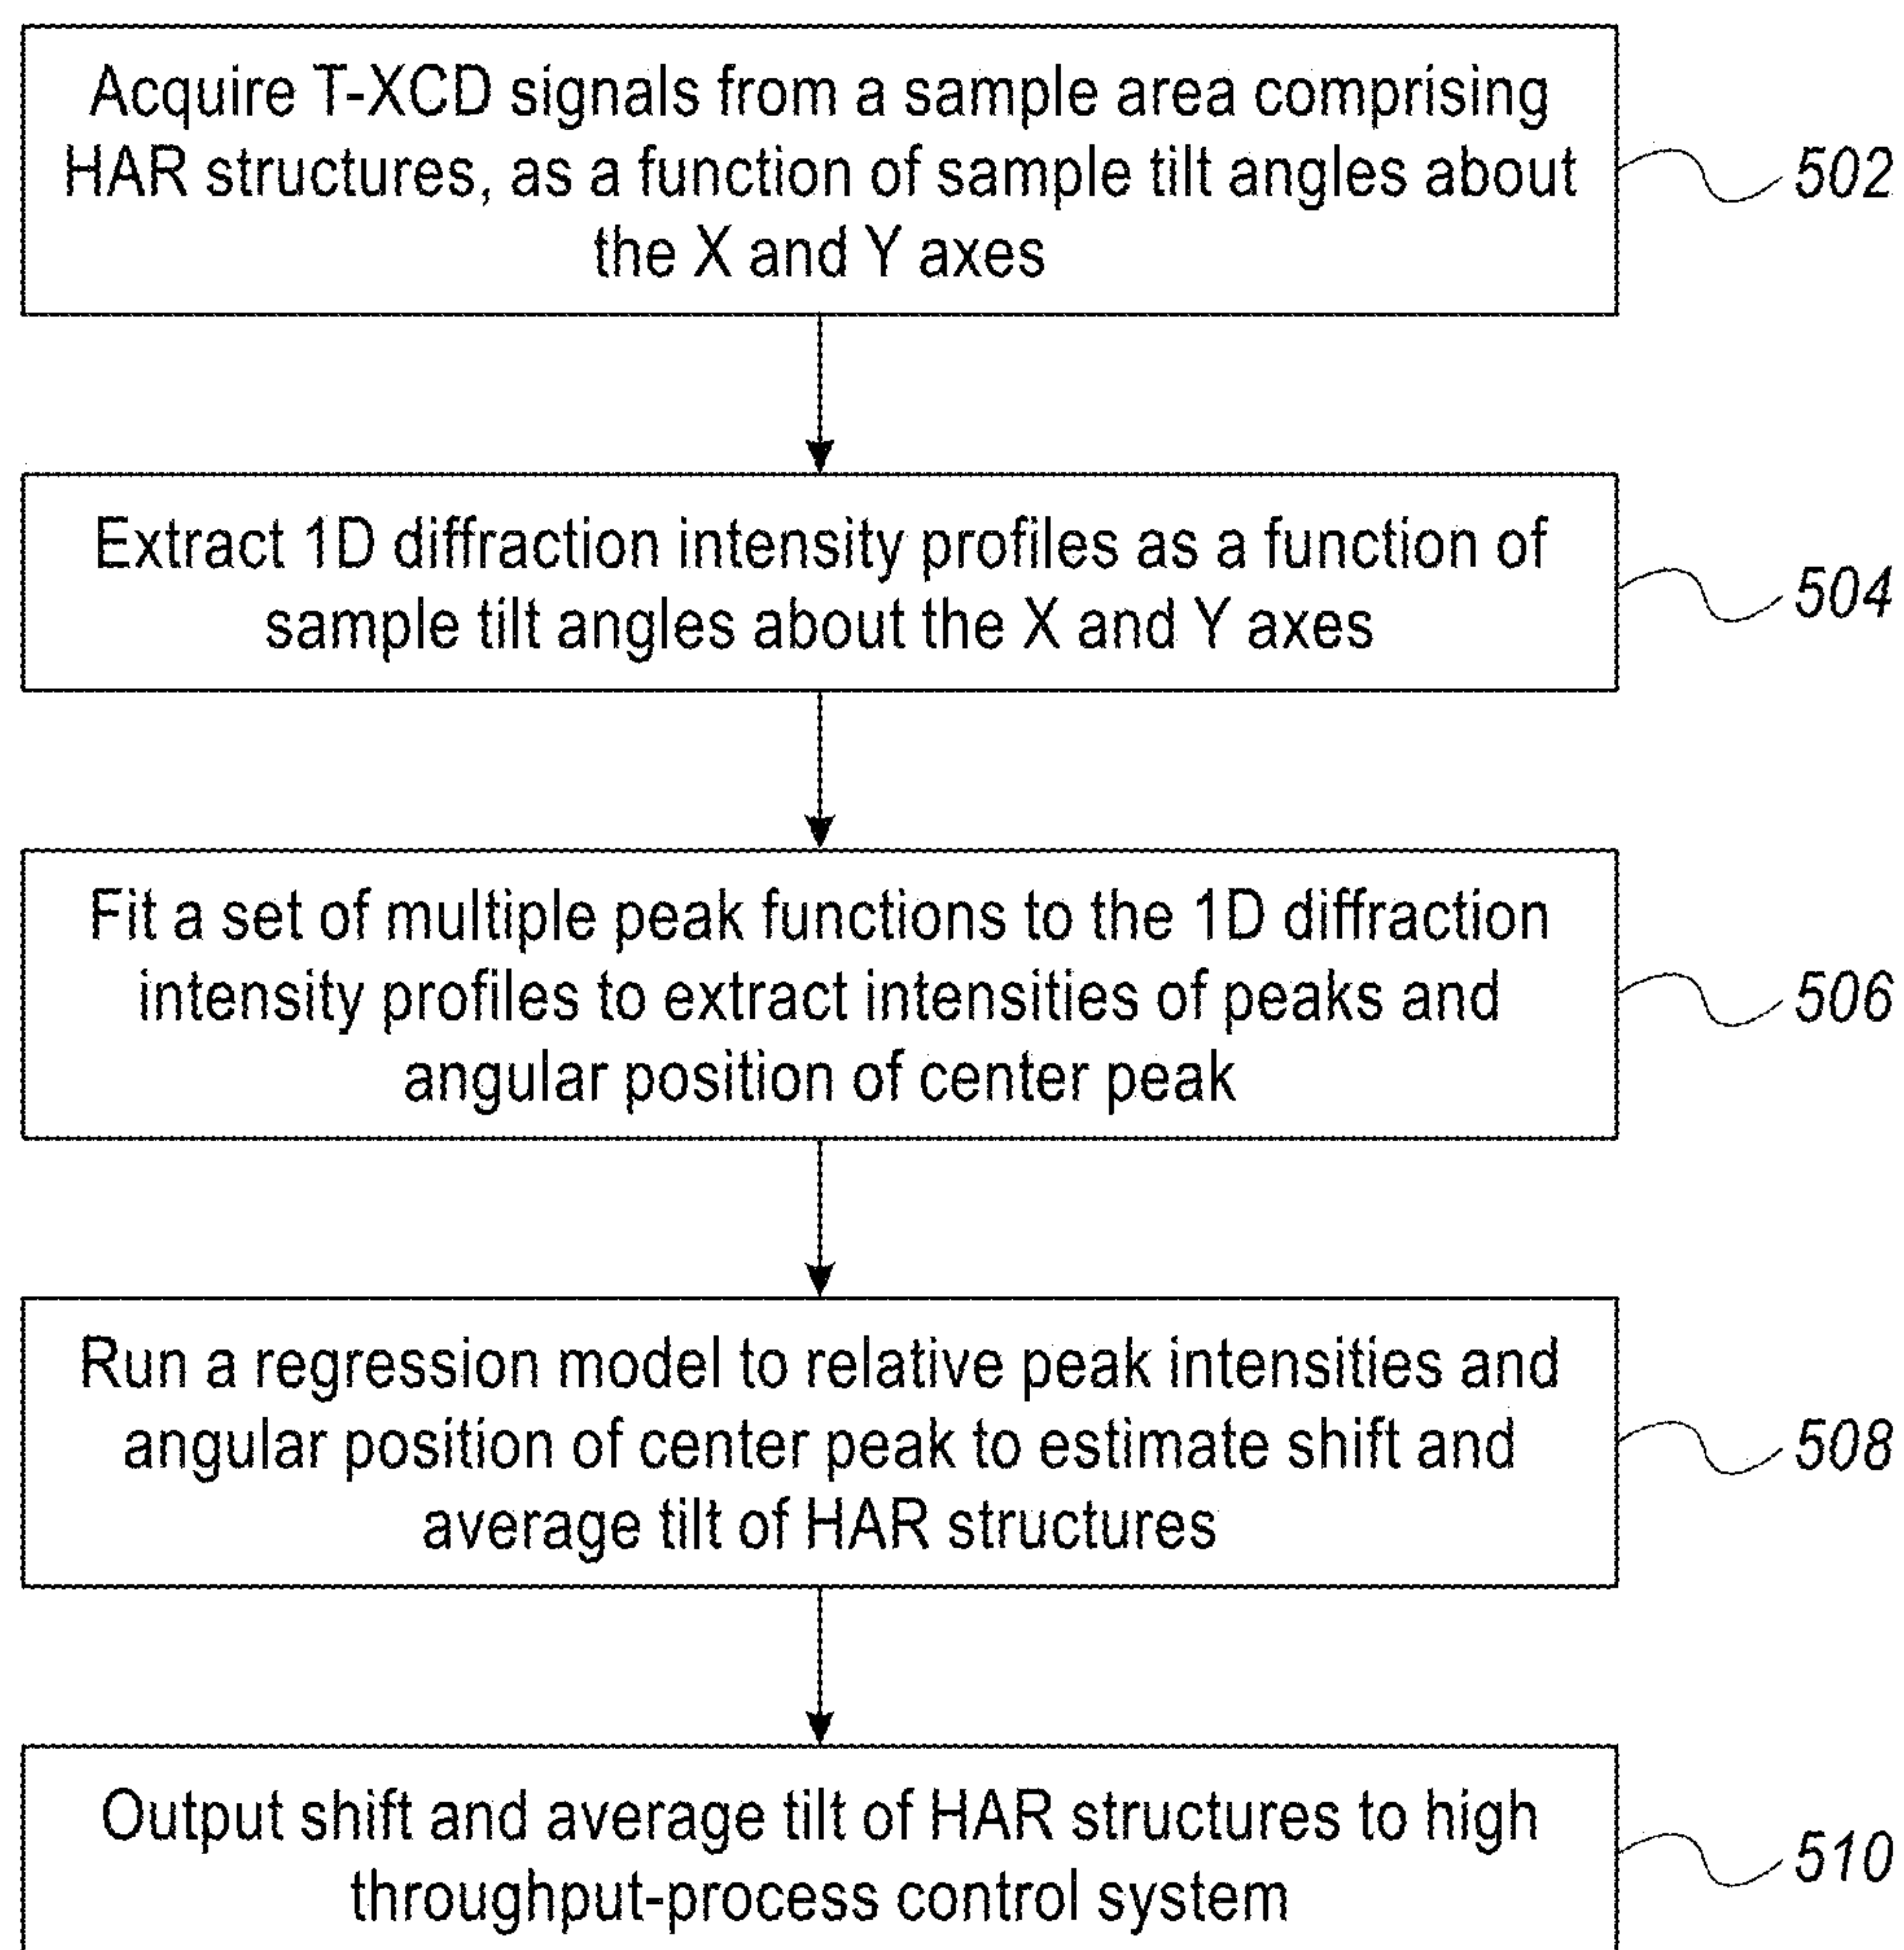 Acquire T-XCD signals from a sample area comprising
HAR structures, as a function of sample tilt angles about
the X and Y axes
502
Extract 1D diffraction intensity profiles as a function of
sample tilt angles about the X and Y axes
504
Fit a set of multiple peak functions to the 1D diffraction
intensity profiles to extract intensities of peaks and
angular position of center peak
506
Run a regression model to relative peak intensities and
angular position of center peak to estimate shift and
average tilt of HAR structures
508
Output shift and average tilt of HAR structures to high
throughput-process control system
510